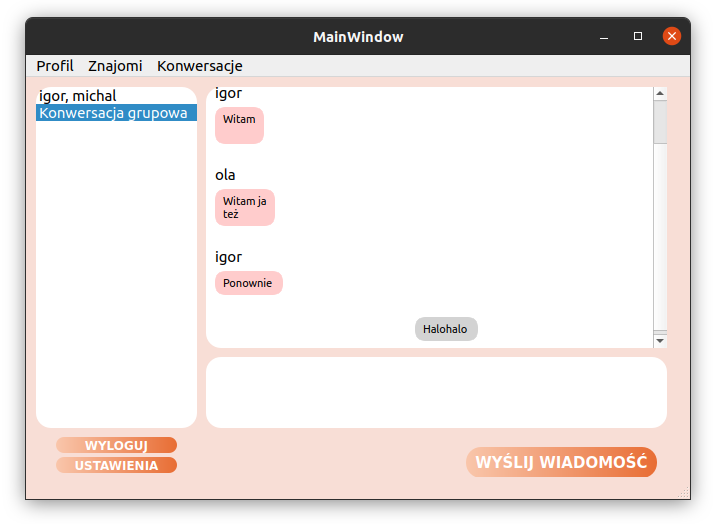 MainWindow
Profil Znajomi Konwersacje
igor, michal
Konwersacja grupowa
igor
Witam
ola
Witam ja
też
igor
Ponownie
Halohalo
WYLOGUJ
USTAWIENIA
WYŚLIJ WIADOMOŚĆ